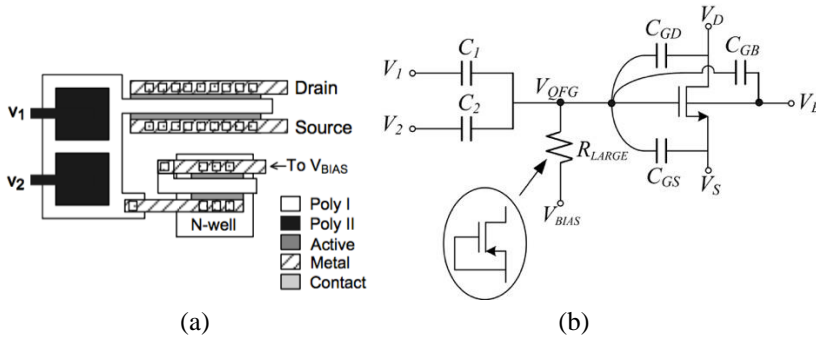 V1
V2
Drain
Source
To VBIAS
N-well
Poly I
Poly II
Active
Metal
Contact
(a)
V1
V2
C1
C2
VQFG
RLARGE
VBIAS
CGD
CGB
CGS
VD
VS
(b)